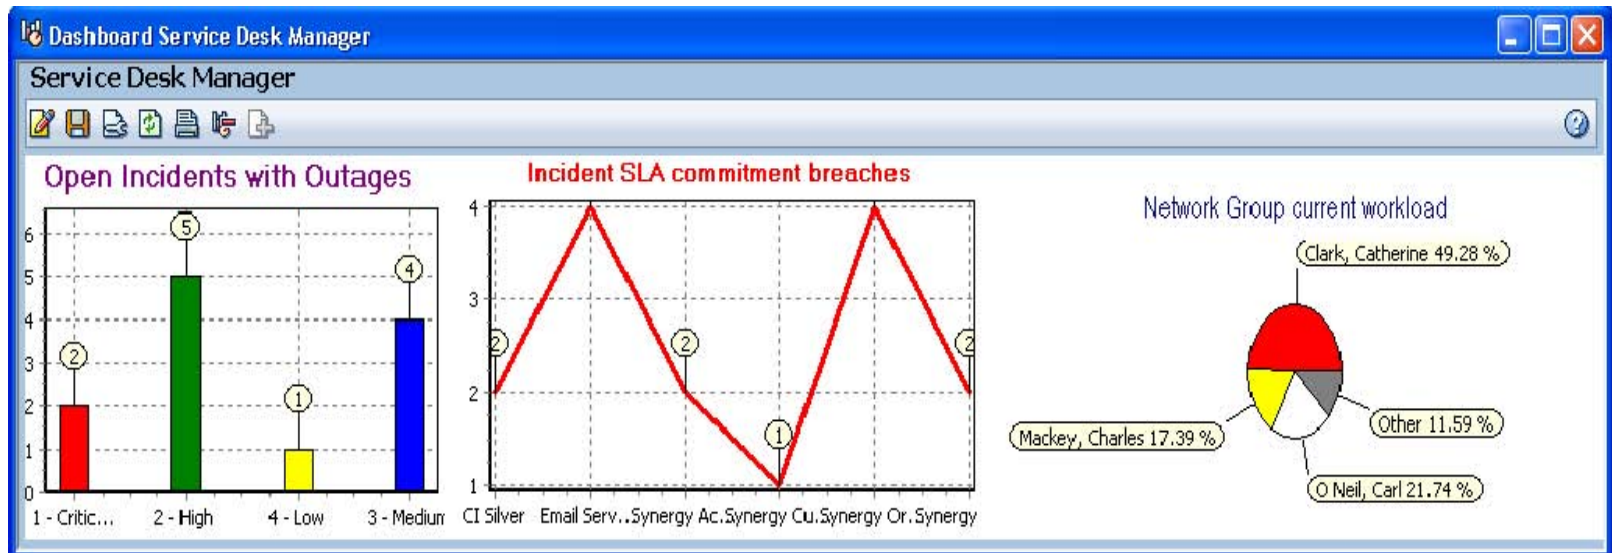 Dashboard Service Desk Manager
Service Desk Manager
Open Incidents with Outages
6
5
4
3
2
1
0
2
5
1
4
1 - Critic...
2 - High
4 - Low
3 - Medium
Incident SLA commitment breaches
4
3
2
1
2
2
1
2
CI Silver
Email Serv..
Synergy Ac.
Synergy Cu.
Synergy Or.
Synergy
Network Group current workload
Clark, Catherine 49.28 %
Mackey, Charles 17.39 %
Other 11.59 %
O Neil, Carl 21.74 %